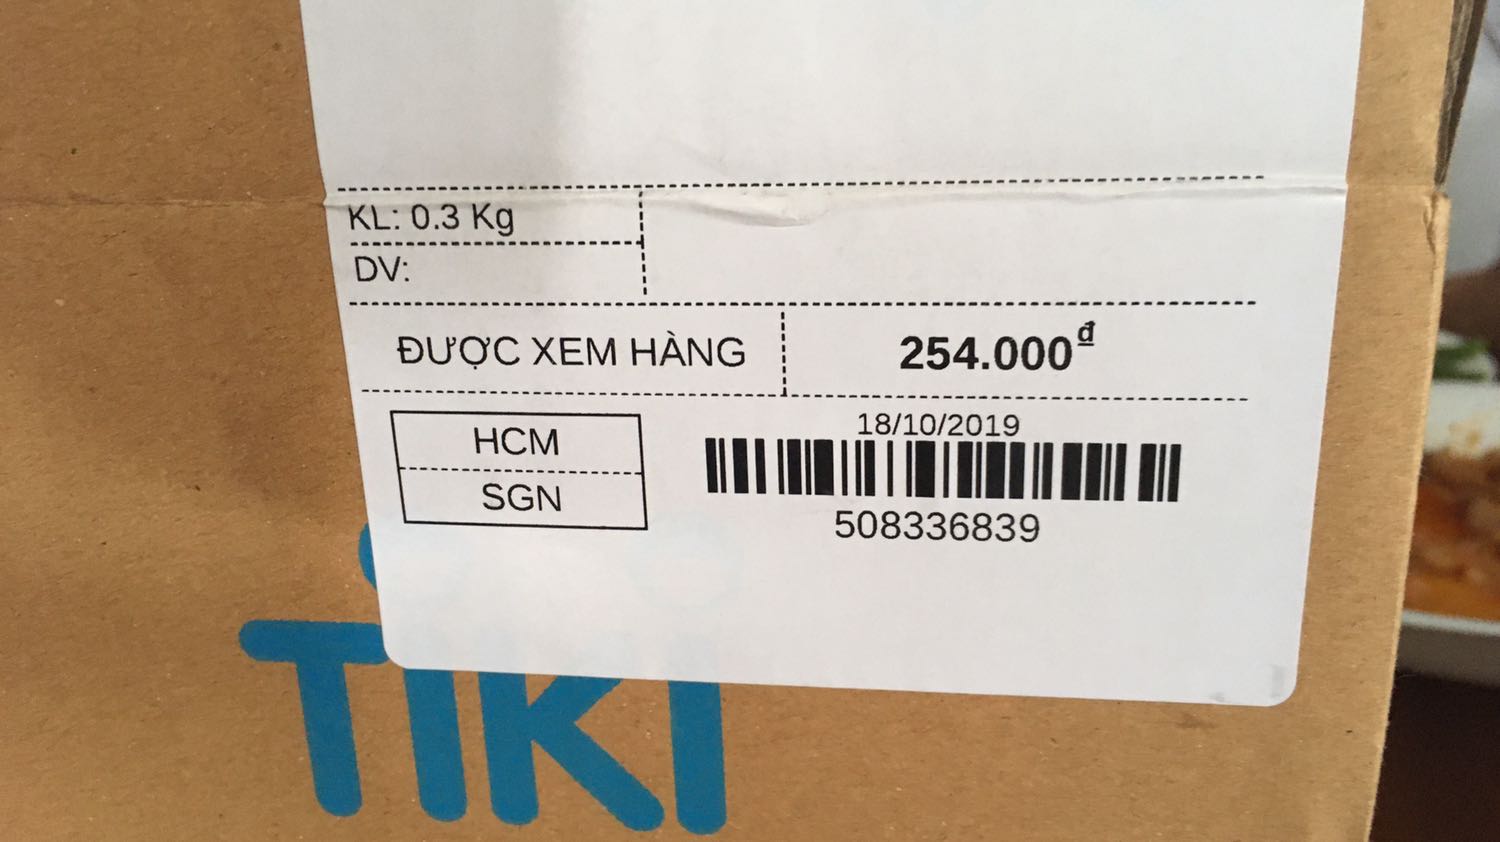 KL: 0.3 Kg
DV:
ĐƯỢC XEM HÀNG
254.000đ
HCM
SGN
18/10/2019
508336839
TiKi